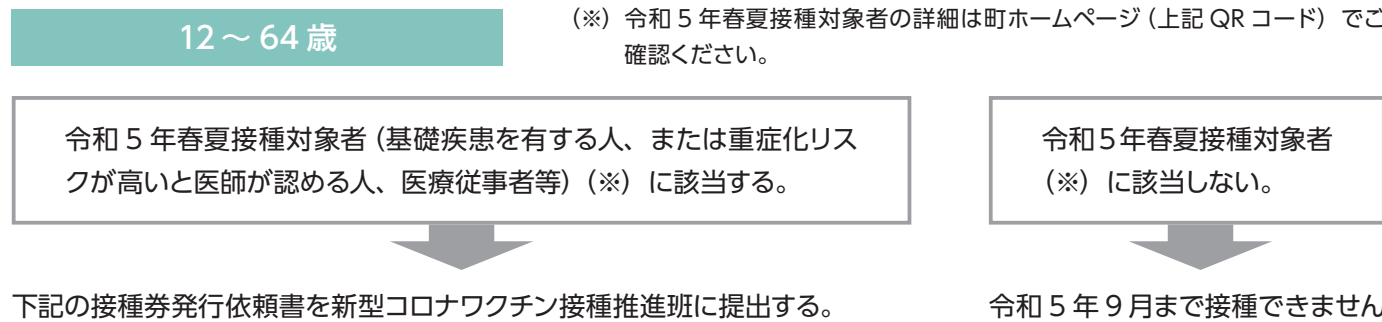 12～64歳
（※）令和5年春夏接種対象者の詳細は町ホームページ（上記QRコード）でご
確認ください。
令和5年春夏接種対象者（基礎疾患を有する人、または重症化リス
クが高いと医師が認める人、医療従事者等）（※）に該当する。
令和5年春夏接種対象者
（※）に該当しない。
下記の接種券発行依頼書を新型コロナワクチン接種推進班に提出する。
令和5年9月まで接種できません